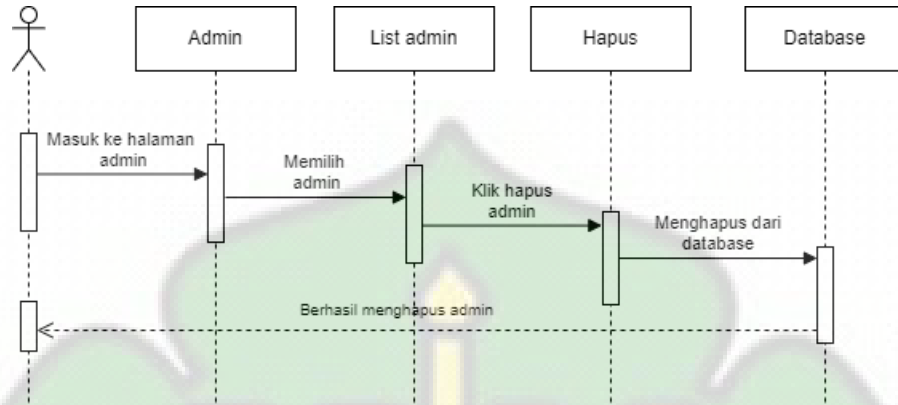 Admin
List admin
Hapus
Database
Masuk ke halaman
admin
Memilih
admin
Klik hapus
admin
Menghapus dari
database
Berhasil menghapus admin